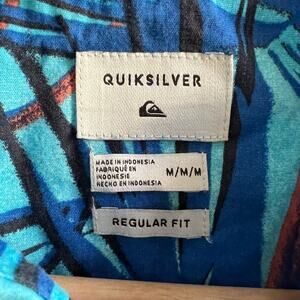 QUIKSILVER
MADE IN INDONESIA
FABRIQUÉ EN
INDONESIE
HECHO EN INDONESIA
M/M/M
REGULAR FIT